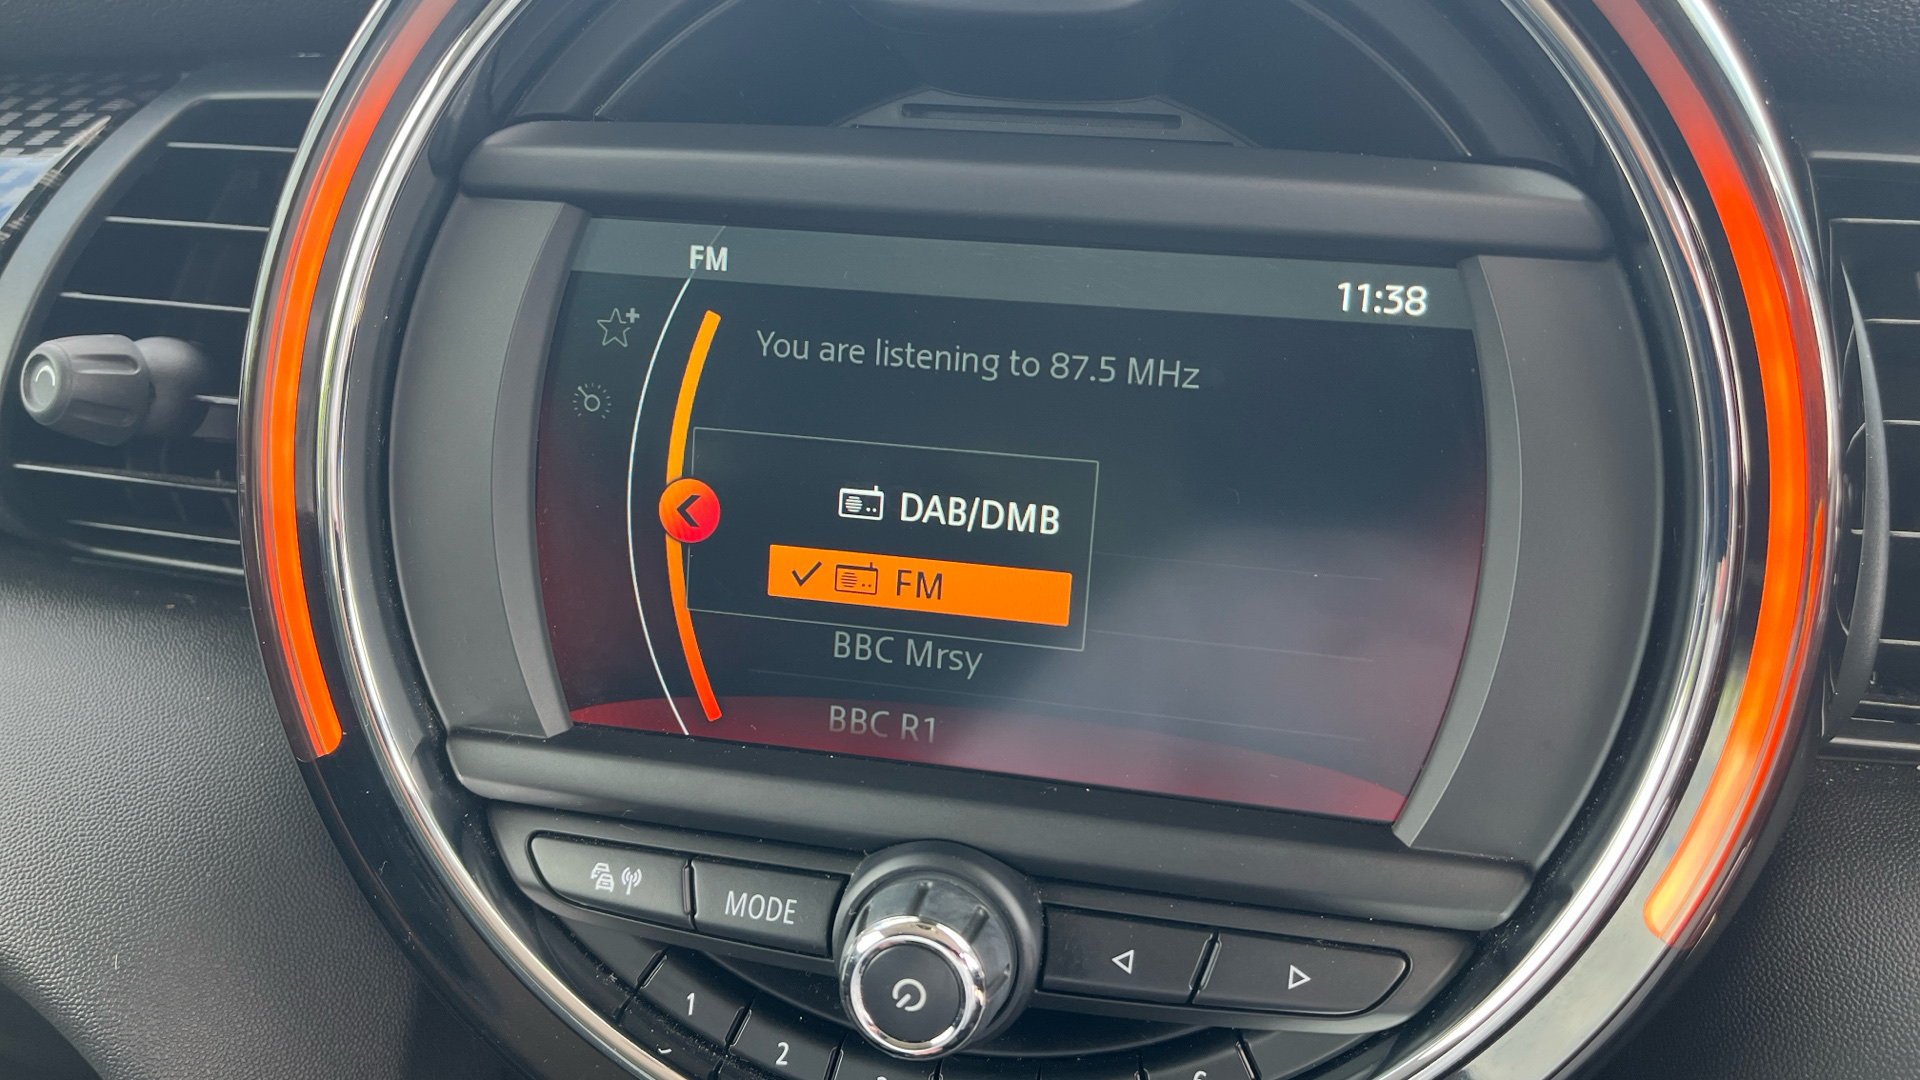 FM
11:38
You are listening to 87.5 MHz
DAB/DMB
FM
BBC Mrsy
BBC R1
MODE
1
2